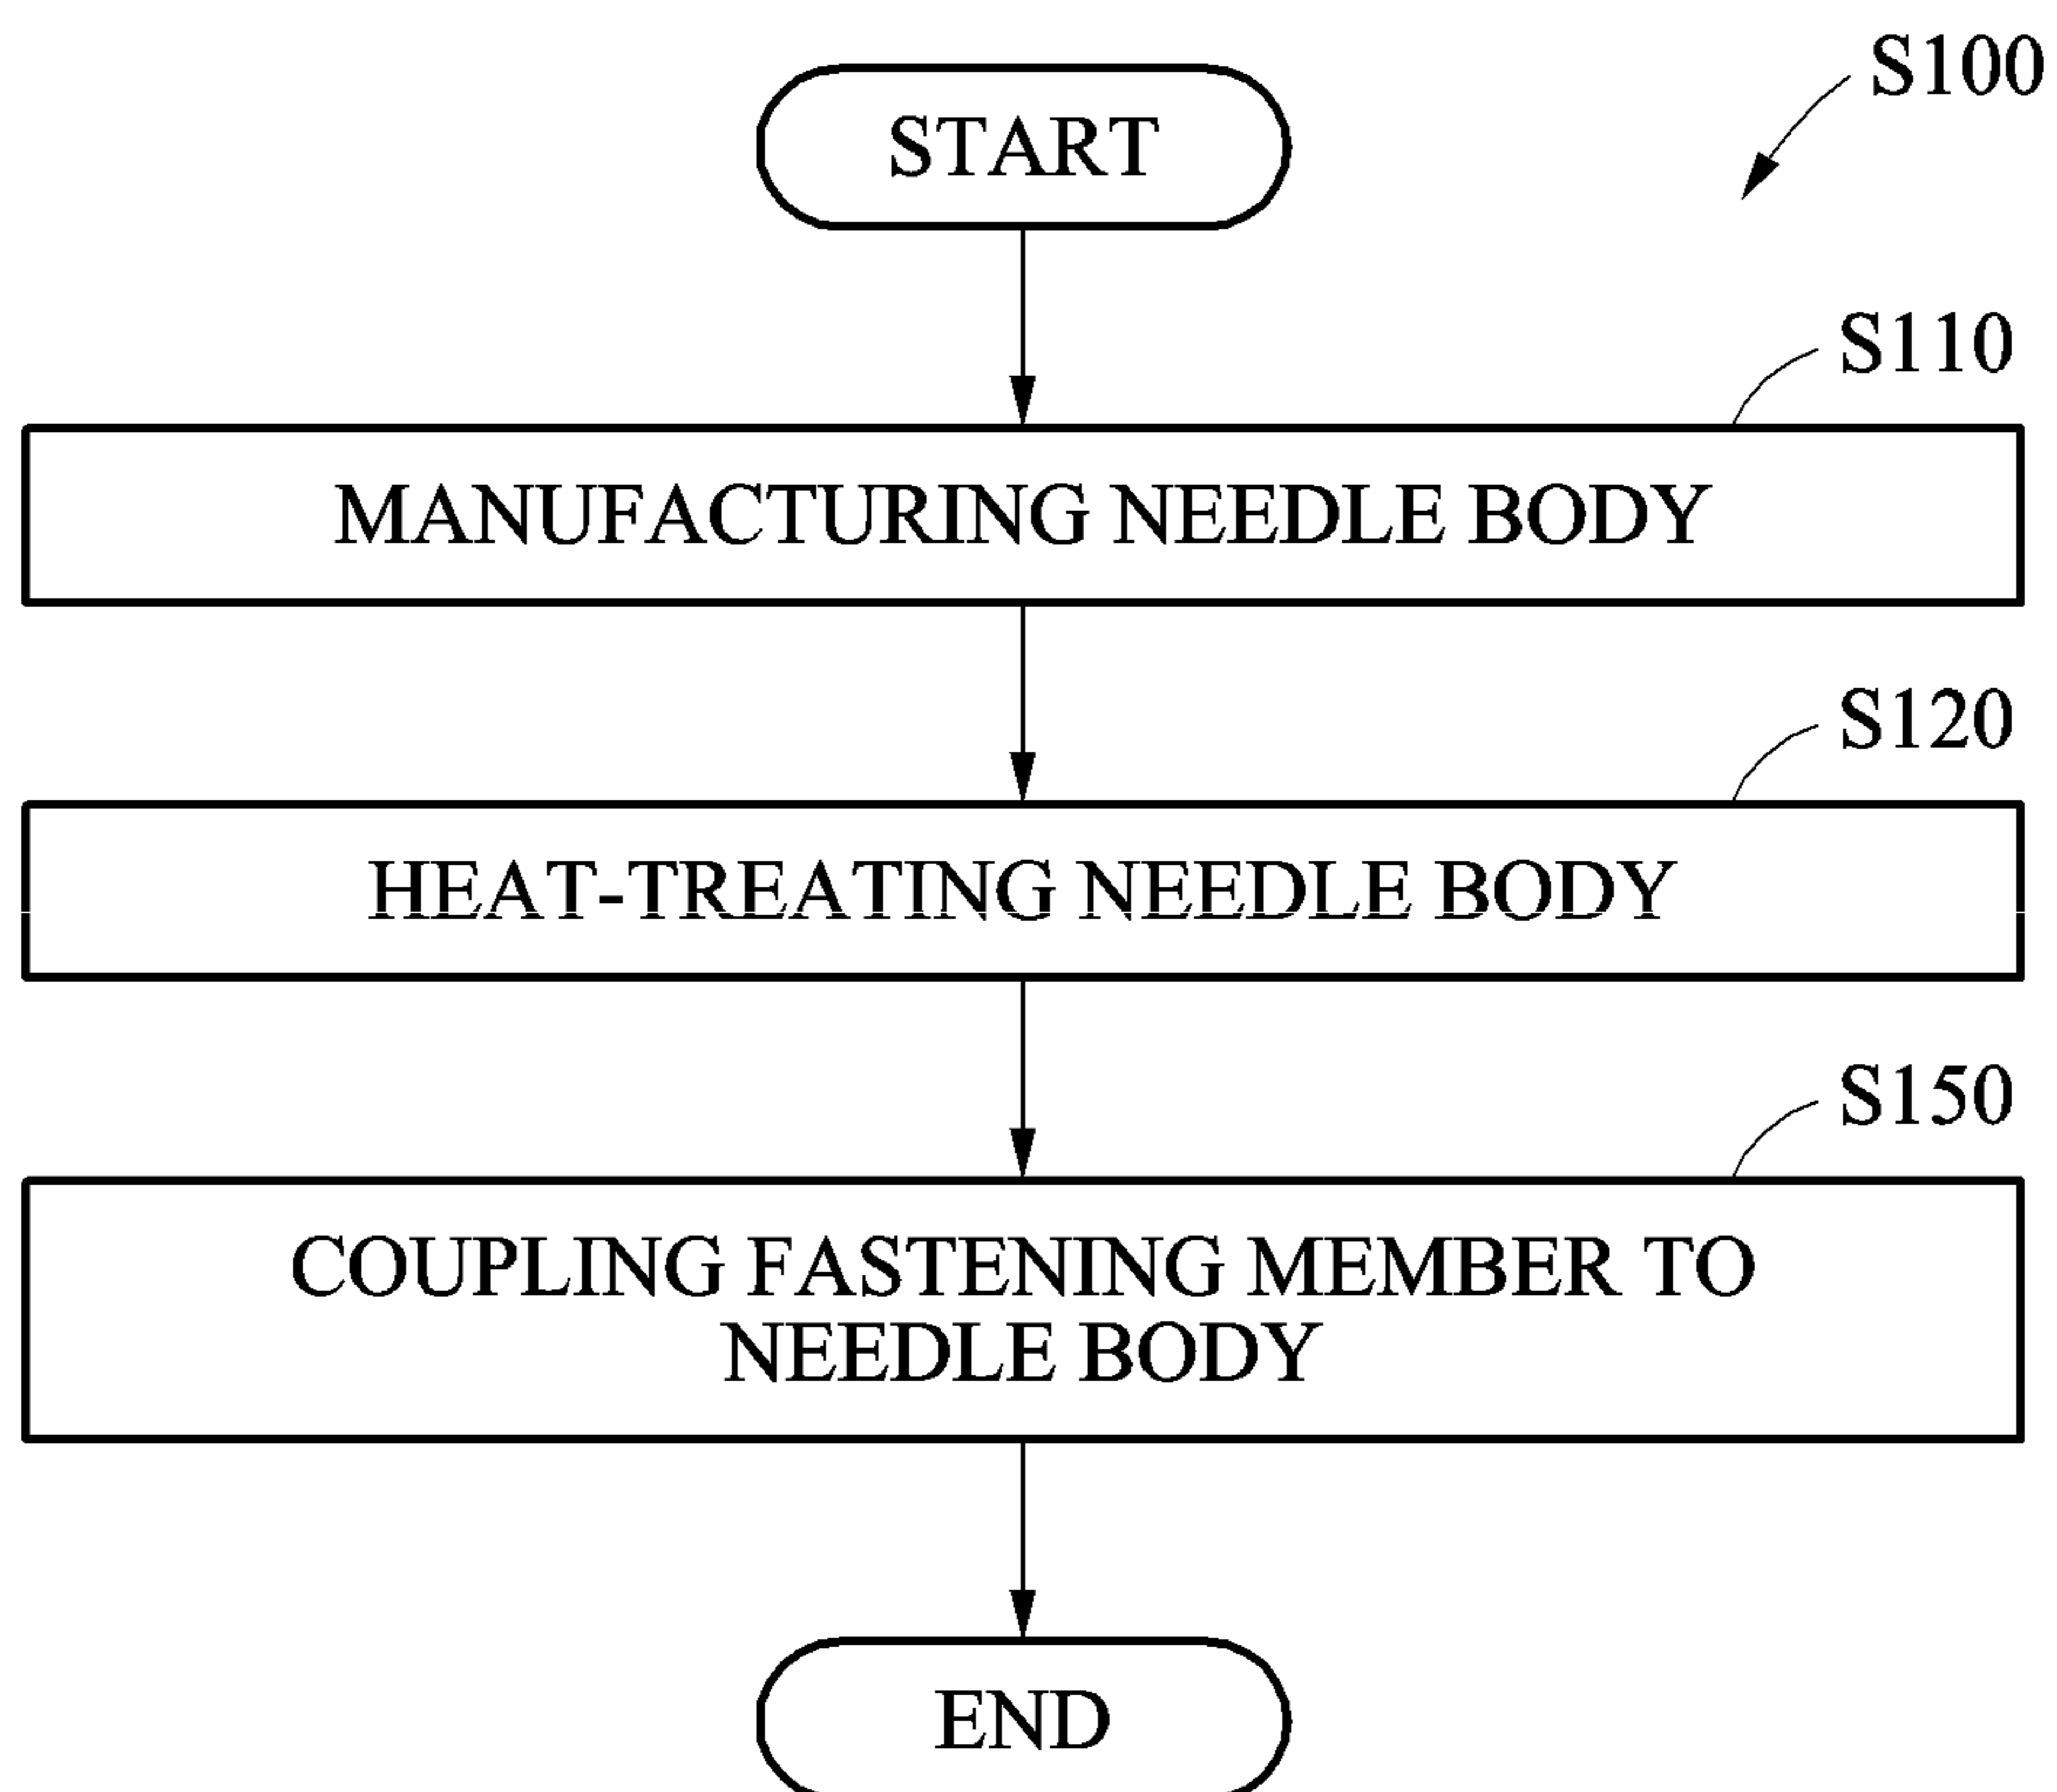 S100
START
S110
MANUFACTURING NEEDLE BODY
S120
HEAT-TREATING NEEDLE BODY
S150
COUPLING FASTENING MEMBER TO
NEEDLE BODY
END